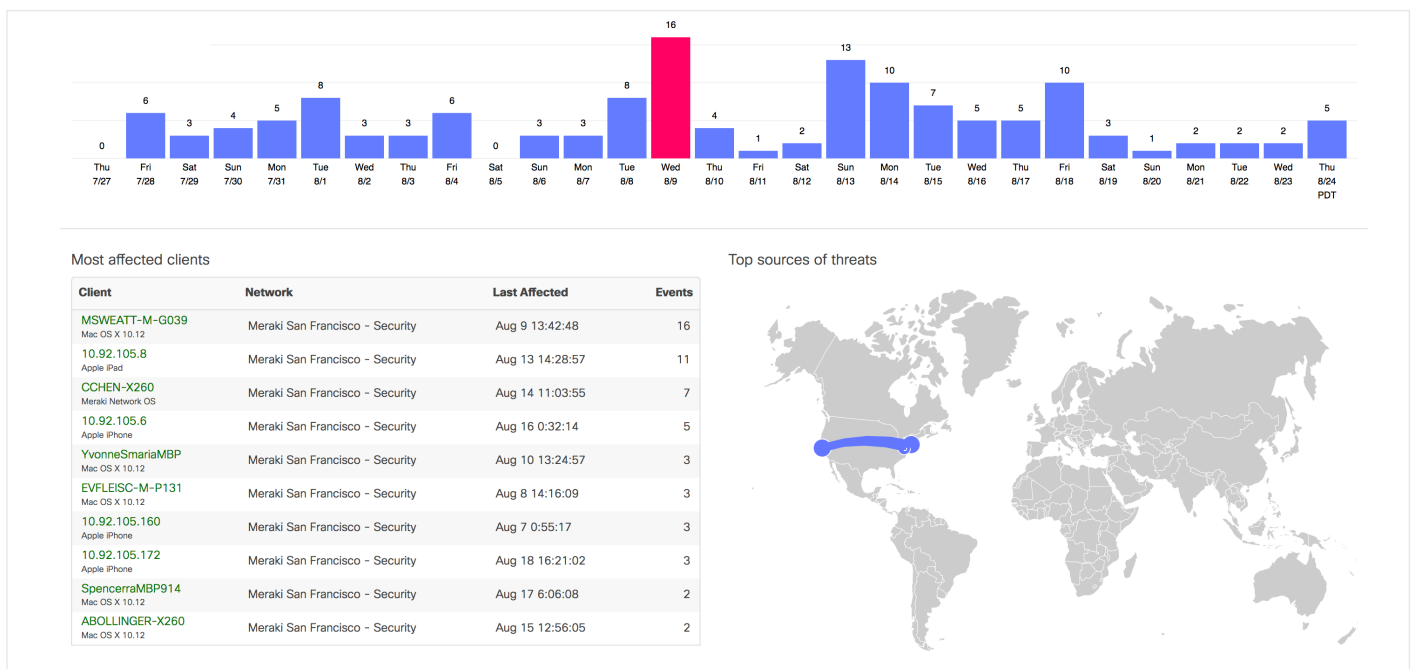 16
13
10
10
8
8
7
6
6
5
5
5
5
4
4
3
3
3
3
3
3
2
2
2
2
1
1
0
0
Thu Fri Sat Sun Mon Tue Wed Thu Fri Sat Sun Mon Tue Wed Thu Fri Sat Sun Mon Tue Wed Thu Fri Sat Sun Mon Tue Wed Thu
7/27 7/28 7/29 7/30 7/31 8/1 8/2 8/3 8/4 8/5 8/6 8/7 8/8 8/9 8/10 8/11 8/12 8/13 8/14 8/15 8/16 8/17 8/18 8/19 8/20 8/21 8/22 8/23 8/24
PDT
Most affected clients
Top sources of threats
Client Network Last Affected Events
MSWEATT-M-G039
Mac OS X 10.12
Meraki San Francisco - Security Aug 9 13:42:48 16
10.92.105.8
Apple iPad
Meraki San Francisco - Security Aug 13 14:28:57 11
CCHEN-X260
Meraki Network OS
Meraki San Francisco - Security Aug 14 11:03:55 7
10.92.105.6
Apple iPhone
Meraki San Francisco - Security Aug 16 0:32:14 5
YvonneSmariaMBP
Mac OS X 10.12
Meraki San Francisco - Security Aug 10 13:24:57 3
EVFLEISC-M-P131
Mac OS X 10.12
Meraki San Francisco - Security Aug 8 14:16:09 3
10.92.105.160
Apple iPhone
Meraki San Francisco - Security Aug 7 0:55:17 3
10.92.105.172
Apple iPhone
Meraki San Francisco - Security Aug 18 16:21:02 3
SpencerraMBP914
Mac OS X 10.12
Meraki San Francisco - Security Aug 17 6:06:08 2
ABOLLINGER-X260
Mac OS X 10.12
Meraki San Francisco - Security Aug 15 12:56:05 2